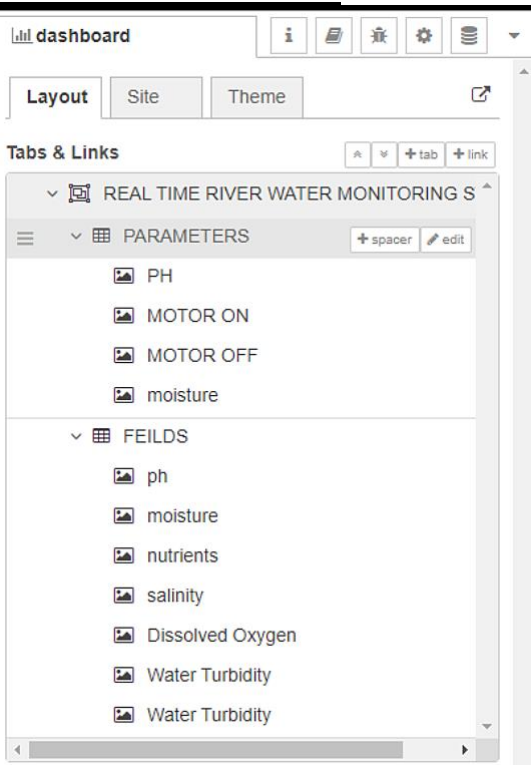 dashboard
Layout Site Theme
Tabs & Links
+ tab + link
REAL TIME RIVER WATER MONITORING S
PARAMETERS
+ spacer edit
PH
MOTOR ON
MOTOR OFF
moisture
FEILDS
ph
moisture
nutrients
salinity
Dissolved Oxygen
Water Turbidity
Water Turbidity